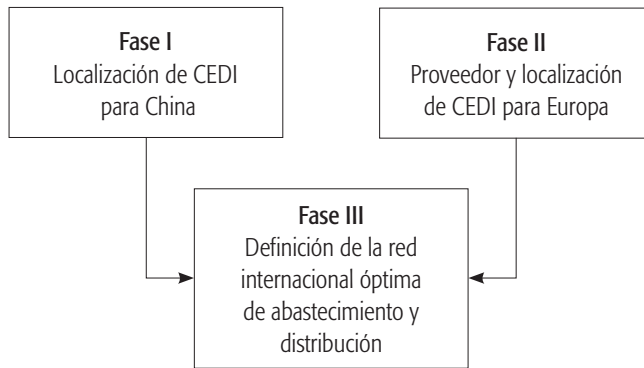 Fase I
Localización de CEDI
para China
Fase II
Proveedor y localización
de CEDI para Europa
Fase III
Definición de la red
internacional óptima
de abastecimiento y
distribución